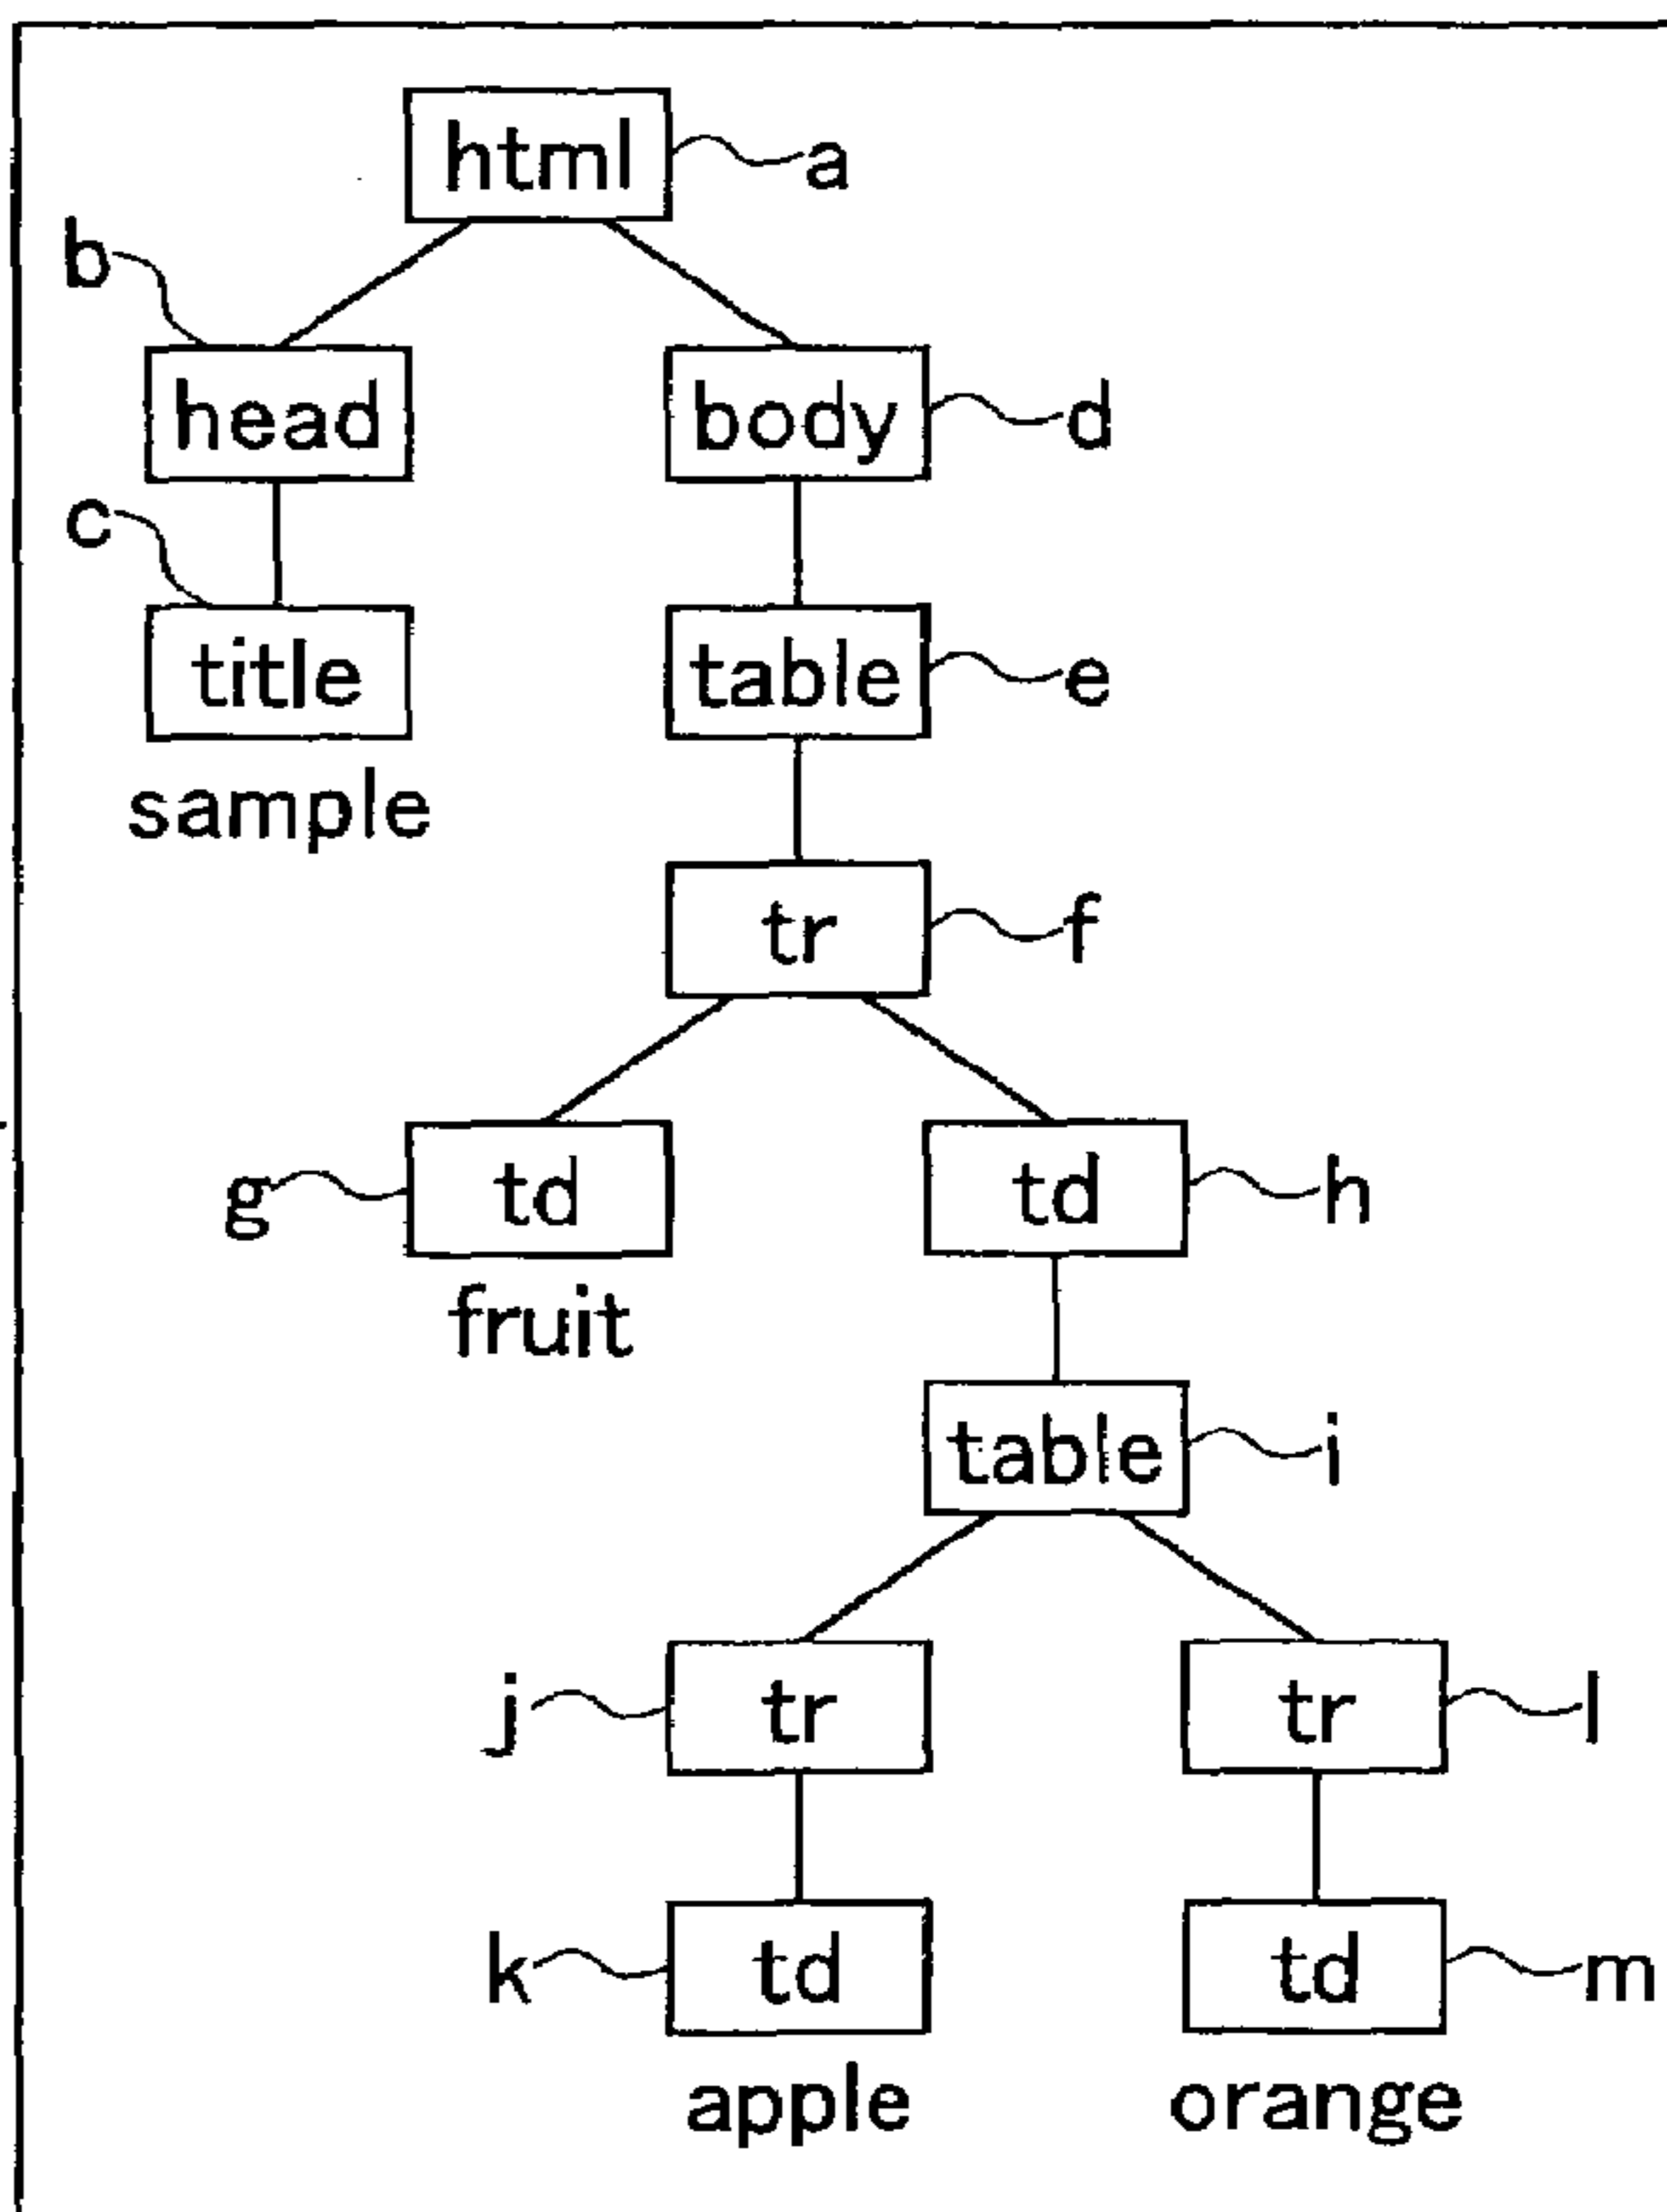 html a
b
head body d
c
title table e
sample
tr f
g td td h
fruit
table i
j tr tr l
k td td m
apple orange